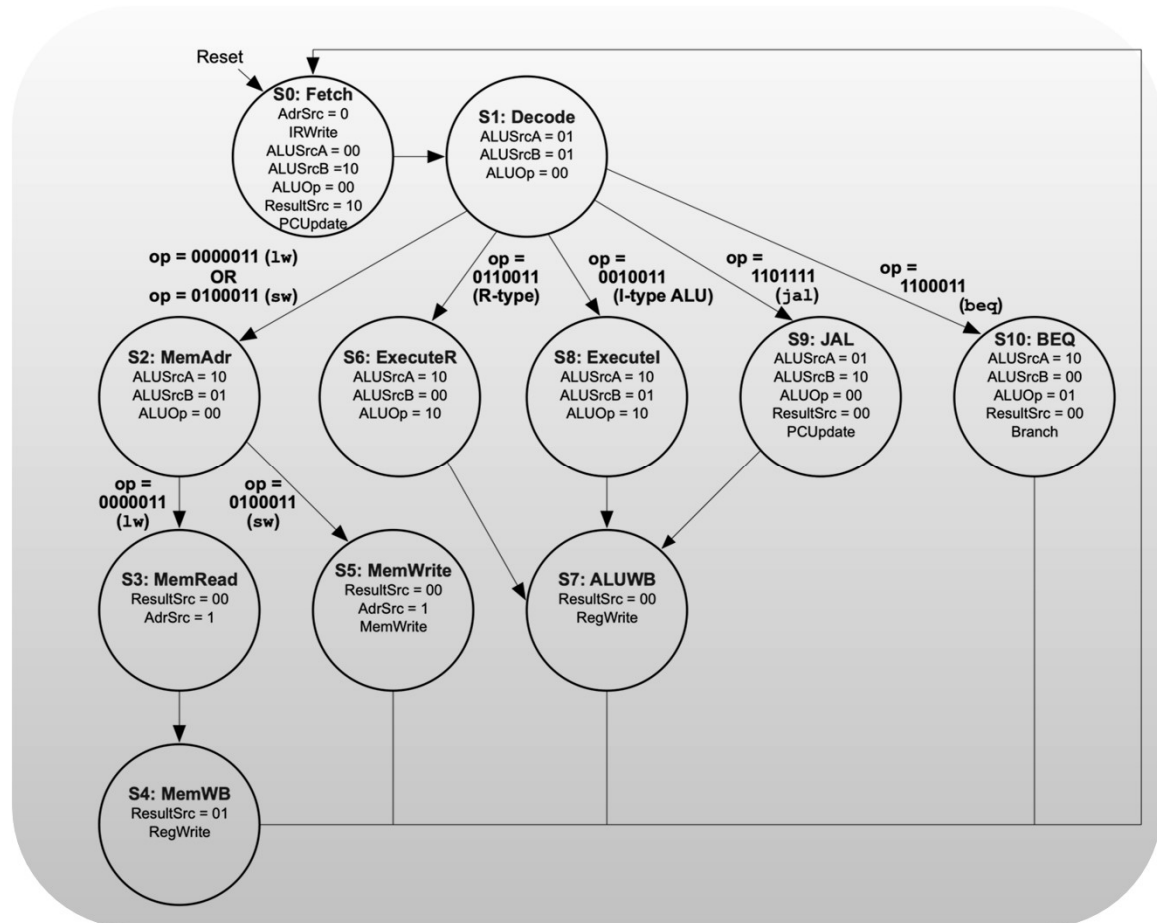 Reset
S0: Fetch
AdrSrc = 0
IRWrite
ALUSrcA = 00
ALUSrcB =10
ALUOp = 00
ResultSrc = 10
PCUpdate
S1: Decode
ALUSrcA = 01
ALUSrcB = 01
ALUOp = 00
op = 0000011 (lw)
OR
op = 0100011 (sw)
op =
0110011
(R-type)
op =
0010011
(I-type ALU)
op =
1101111
(jal)
op =
1100011
(beq)
S2: MemAdr
ALUSrcA = 10
ALUSrcB = 01
ALUOp = 00
S6: ExecuteR
ALUSrcA = 10
ALUSrcB = 00
ALUOp = 10
S8: ExecuteI
ALUSrcA = 10
ALUSrcB = 01
ALUOp = 10
S9: JAL
ALUSrcA = 01
ALUSrcB = 10
ALUOp = 00
ResultSrc = 00
PCUpdate
S10: BEQ
ALUSrcA = 10
ALUSrcB = 00
ALUOp = 01
ResultSrc = 00
Branch
op =
0000011
(lw)
op =
0100011
(sw)
S3: MemRead
ResultSrc = 00
AdrSrc = 1
S5: MemWrite
ResultSrc = 00
AdrSrc = 1
MemWrite
S7: ALUWB
ResultSrc = 00
RegWrite
S4: MemWB
ResultSrc = 01
RegWrite